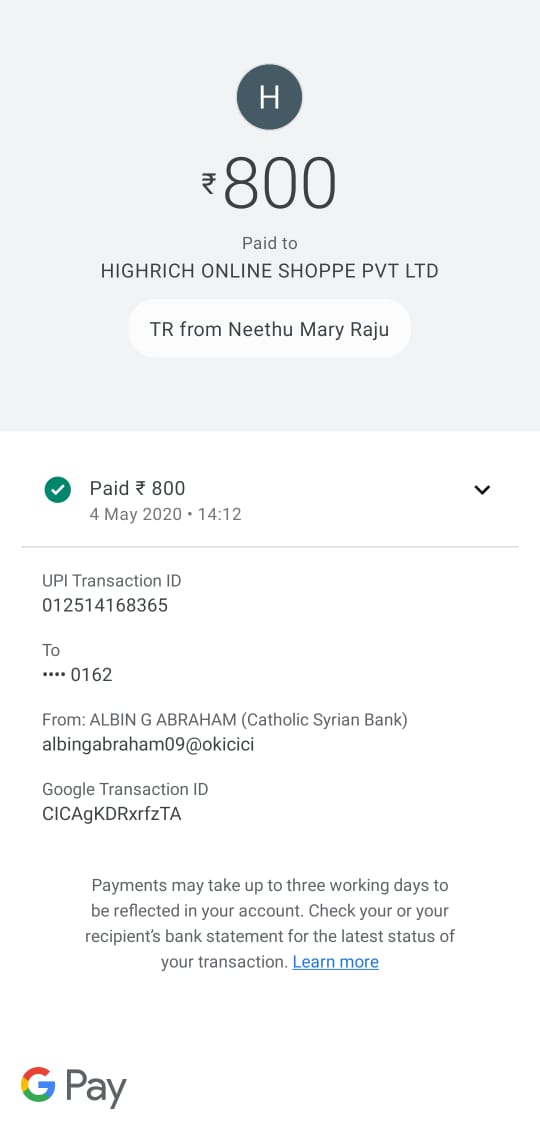 H
₹800
Paid to
HIGHRICH ONLINE SHOPPE PVT LTD
TR from Neethu Mary Raju
Paid ₹ 800
4 May 2020 • 14:12
UPI Transaction ID
012514168365
To
•••• 0162
From: ALBIN G ABRAHAM (Catholic Syrian Bank)
albingabraham09@okicici
Google Transaction ID
CICAgKDRxrfzTA
Payments may take up to three working days to
be reflected in your account. Check your or your
recipient's bank statement for the latest status of
your transaction. Learn more
G Pay